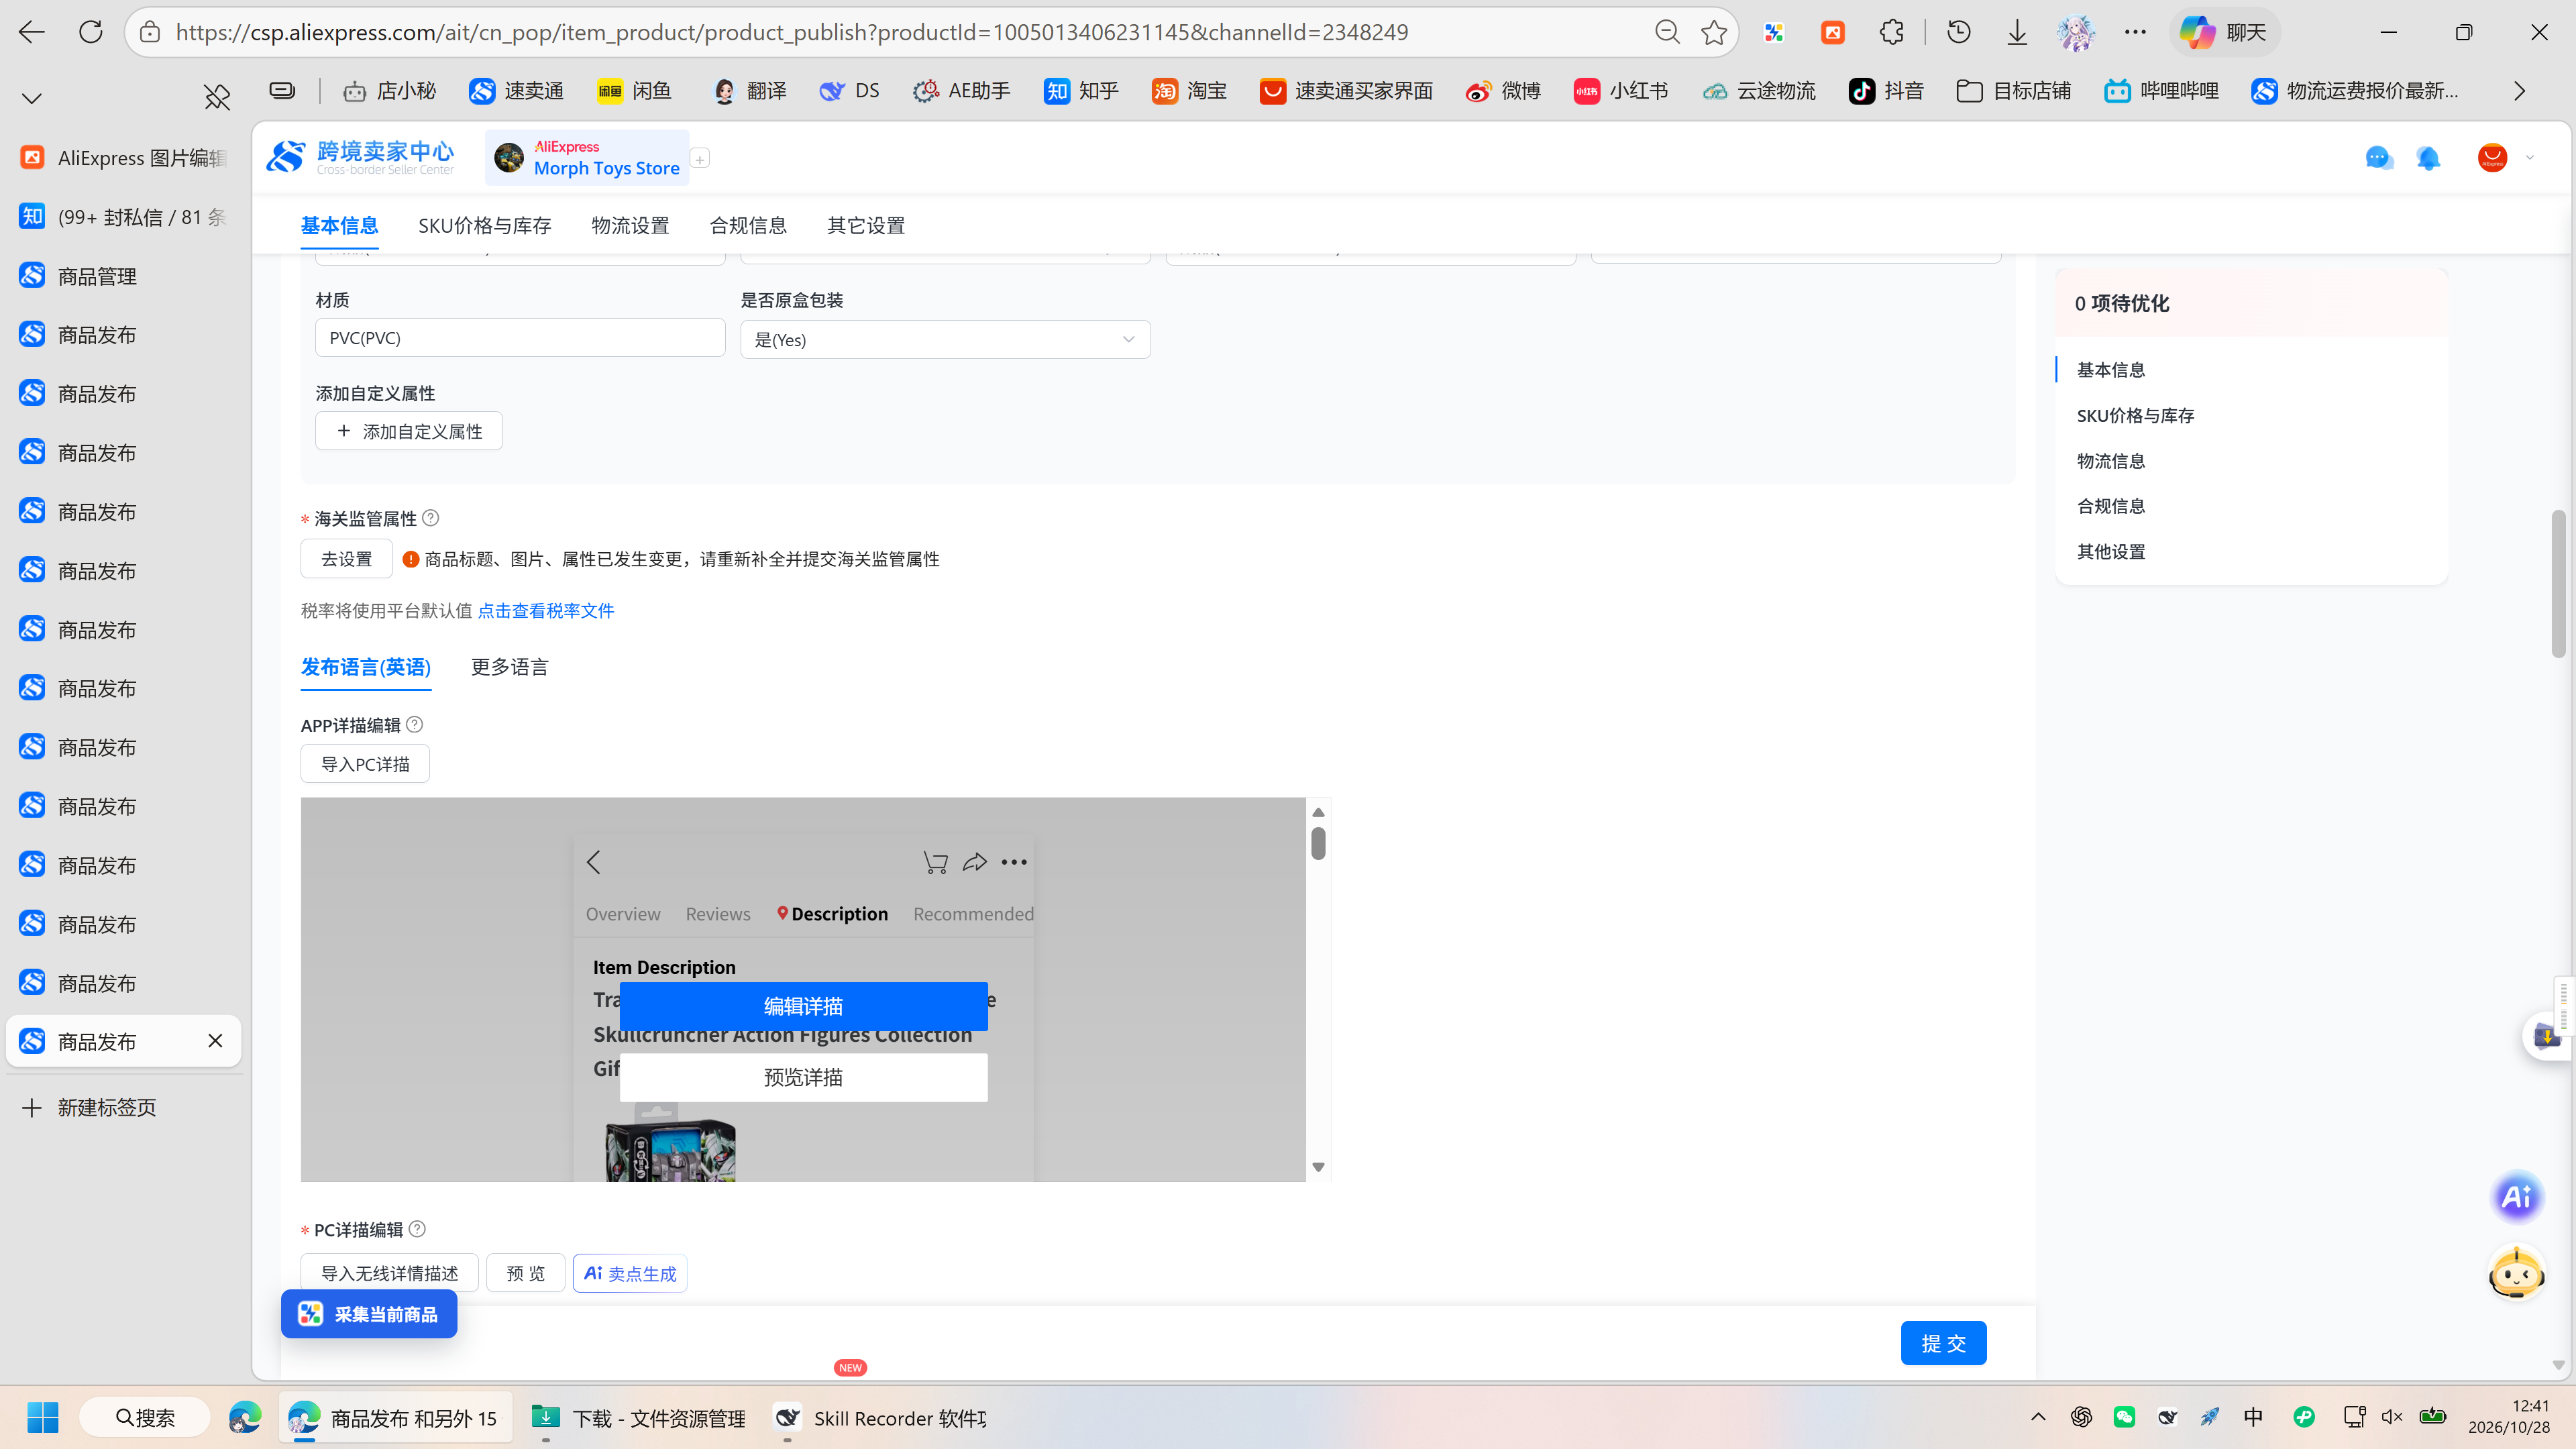 https://csp.aliexpress.com/ait/cn_pop/item_product/product_publish?productId=1005013406231145&channelId=2348249
聊天
店小秘
速卖通
闲鱼 闲鱼
翻译
DS
AE助手
知 知乎
淘 淘宝
速卖通买家界面
微博
小红书 小红书
云途物流
抖音
目标店铺
哔哩哔哩
物流运费报价最新...
AliExpress 图片编辑
知 (99+ 封私信 / 81 条
商品管理
商品发布
商品发布
商品发布
商品发布
商品发布
商品发布
商品发布
商品发布
商品发布
商品发布
商品发布
商品发布
商品发布
新建标签页
跨境卖家中心
Cross-border Seller Center
AliExpress
Morph Toys Store
基本信息
SKU价格与库存
物流设置
合规信息
其它设置
材质
是否原盒包装
PVC(PVC)
是(Yes)
添加自定义属性
+ 添加自定义属性
* 海关监管属性
去设置
商品标题、图片、属性已发生变更，请重新补全并提交海关监管属性
税率将使用平台默认值 点击查看税率文件
发布语言(英语)
更多语言
APP详描编辑
导入PC详描
Overview
Reviews
Description
Recommended
Item Description
Tra
e
编辑详描
Skullcruncher Action Figures Collection
Gif
预览详描
* PC详描编辑
导入无线详情描述
预 览
Ai 卖点生成
采集当前商品
提 交
NEW
0 项待优化
基本信息
SKU价格与库存
物流信息
合规信息
其他设置
Ai
搜索
商品发布 和另外 15
下载 - 文件资源管理
Skill Recorder 软件功
中
12:41
2026/10/28